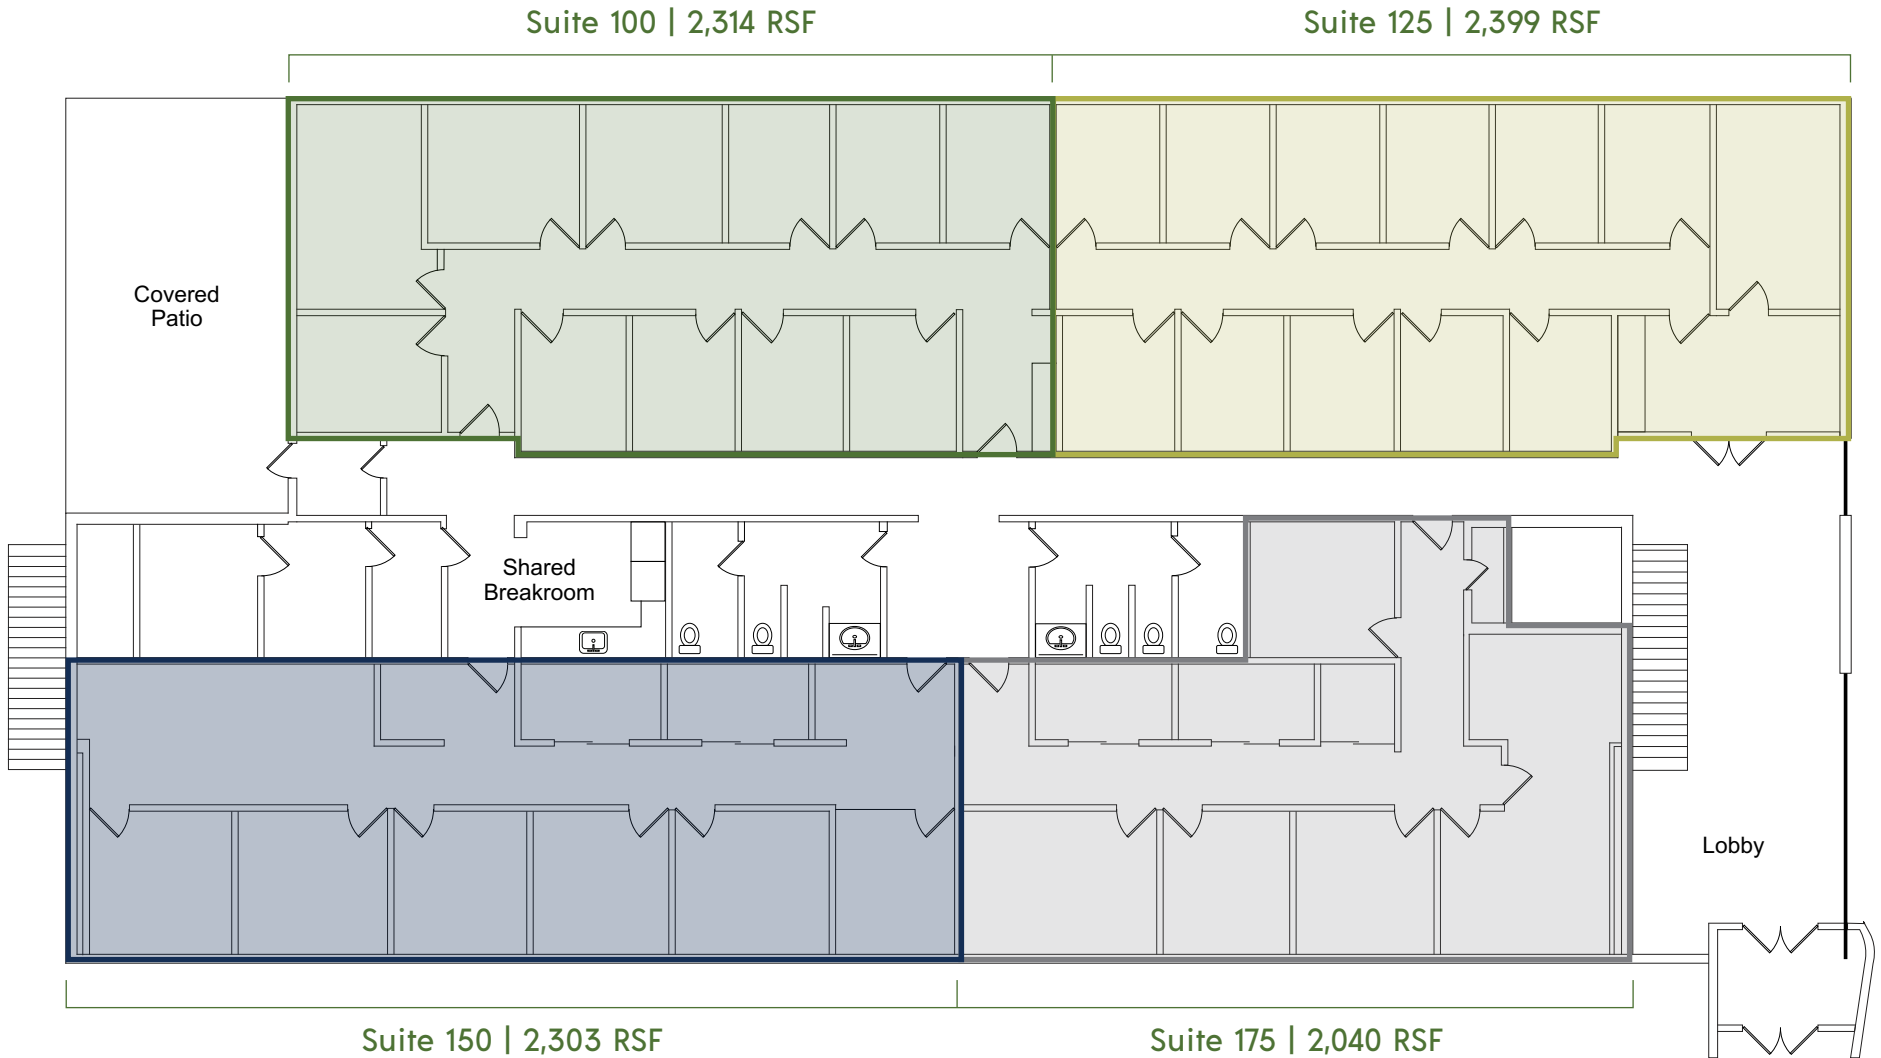 Suite 100 | 2,314 RSF
Suite 125 | 2,399 RSF
Covered
Patio
Shared
Breakroom
Lobby
Suite 150 | 2,303 RSF
Suite 175 | 2,040 RSF